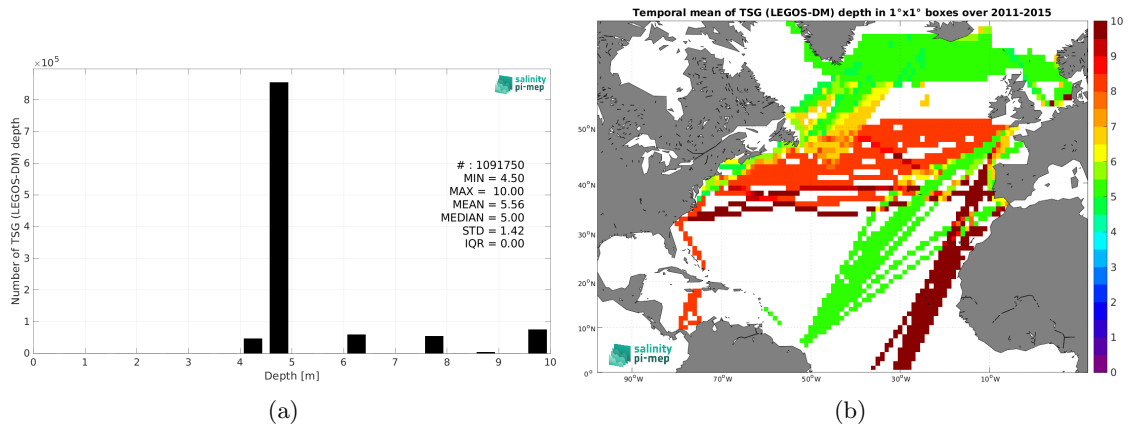 ×10⁵
8
7
6
5
4
3
2
1
0
Number of TSG (LEGOS-DM) depth
salinity
pi-mep
# : 1091750
MIN = 4.50
MAX = 10.00
MEAN = 5.56
MEDIAN = 5.00
STD = 1.42
IQR = 0.00
0 1 2 3 4 5 6 7 8 9 10
Depth [m]
(a)
Temporal mean of TSG (LEGOS-DM) depth in 1°x1° boxes over 2011-2015
50°N
40°N
30°N
20°N
10°N
0°
90°W 70°W 50°W 30°W 10°W
salinity
pi-mep
10
9
8
7
6
5
4
3
2
1
0
(b)